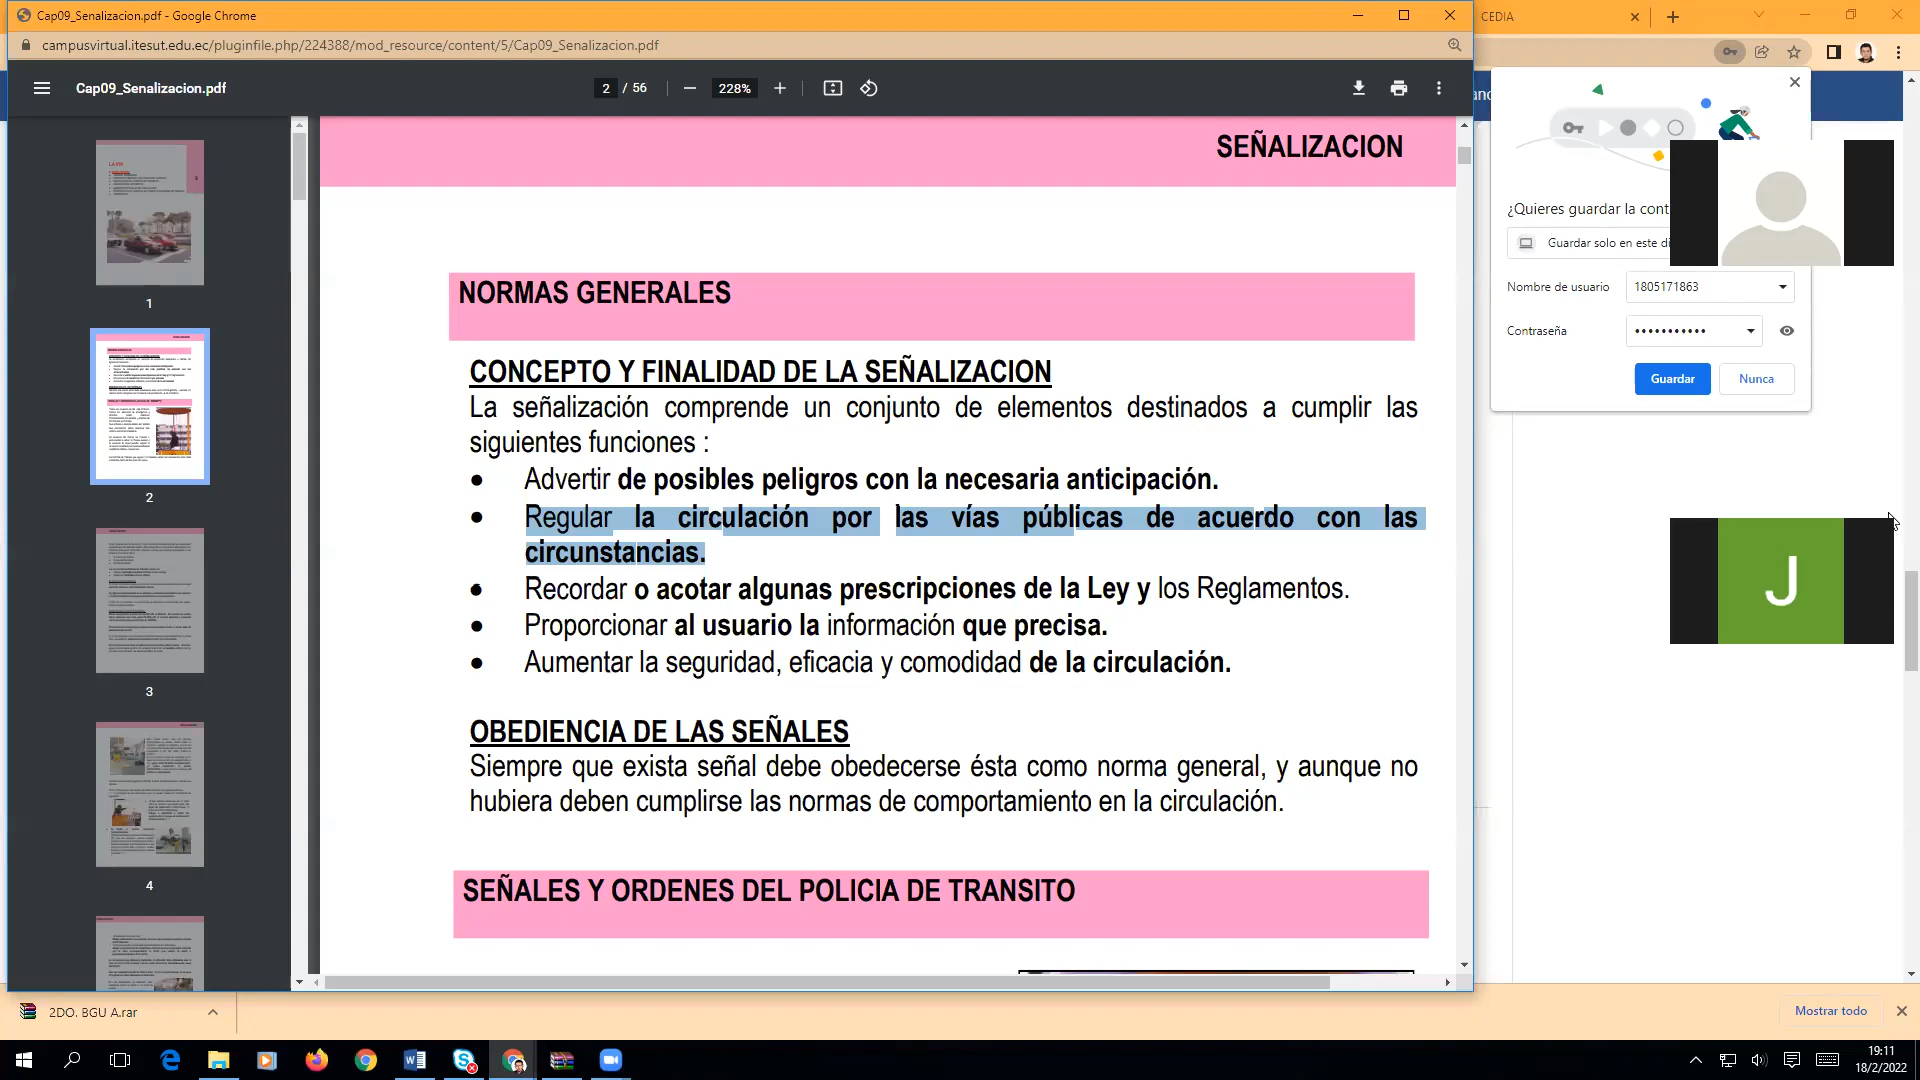 Cap09_Senalizacion.pdf - Google Chrome
CEDIA
campusvirtual.itesut.edu.ec/pluginfile.php/224388/mod_resource/content/5/Cap09_Senalizacion.pdf
Cap09_Senalizacion.pdf
2 / 56
228%
SEÑALIZACION
NORMAS GENERALES
CONCEPTO Y FINALIDAD DE LA SEÑALIZACION
La señalización comprende un conjunto de elementos destinados a cumplir las
siguientes funciones :
• Advertir de posibles peligros con la necesaria anticipación.
• Regular la circulación por las vías públicas de acuerdo con las
circunstancias.
• Recordar o acotar algunas prescripciones de la Ley y los Reglamentos.
• Proporcionar al usuario la información que precisa.
• Aumentar la seguridad, eficacia y comodidad de la circulación.
OBEDIENCIA DE LAS SEÑALES
Siempre que exista señal debe obedecerse ésta como norma general, y aunque no
hubiera deben cumplirse las normas de comportamiento en la circulación.
SEÑALES Y ORDENES DEL POLICIA DE TRANSITO
1
2
3
4
¿Quieres guardar la cont
Guardar solo en este di
Nombre de usuario
1805171863
Contraseña
•••••••••••
Guardar
Nunca
J
2DO. BGU A.rar
Mostrar todo
19:11
18/2/2022